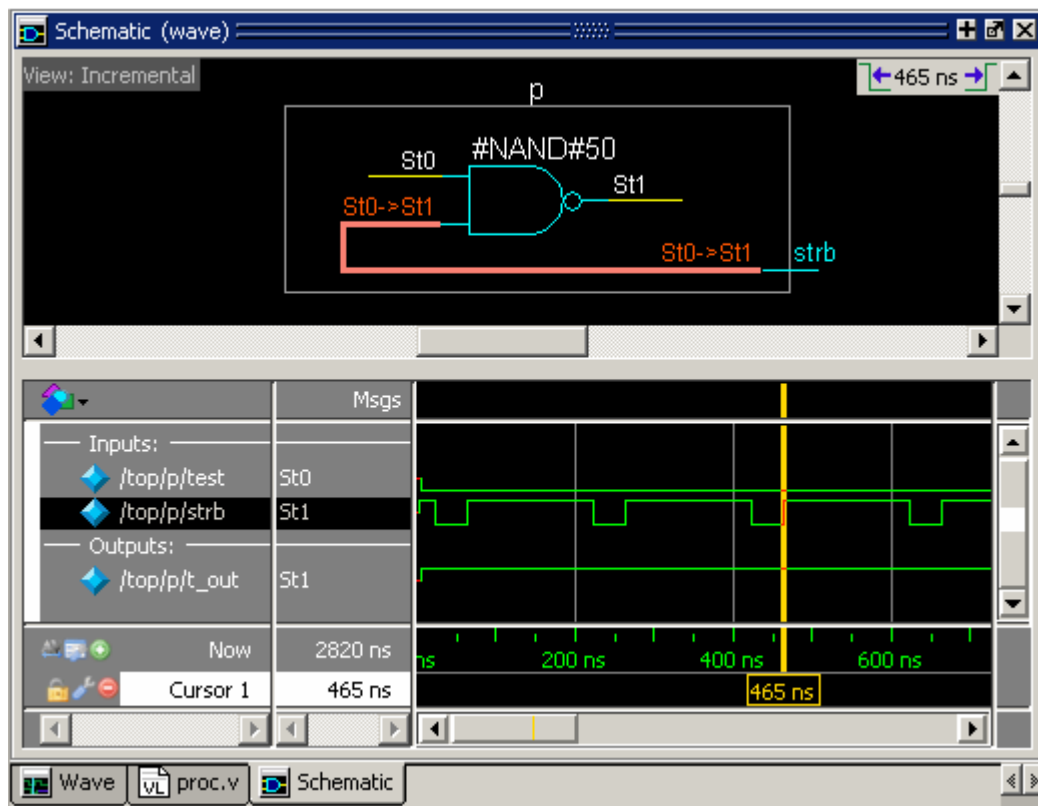 Schematic (wave)
View: Incremental
465 ns
p
#NAND#50
St0
St1
St0->St1
St0->St1
strb
Msgs
Inputs:
/top/p/test St0
/top/p/strb St1
Outputs:
/top/p/t_out St1
Now 2820 ns
ns 200 ns 400 ns 600 ns
Cursor 1 465 ns
465 ns
Wave VL proc.v Schematic